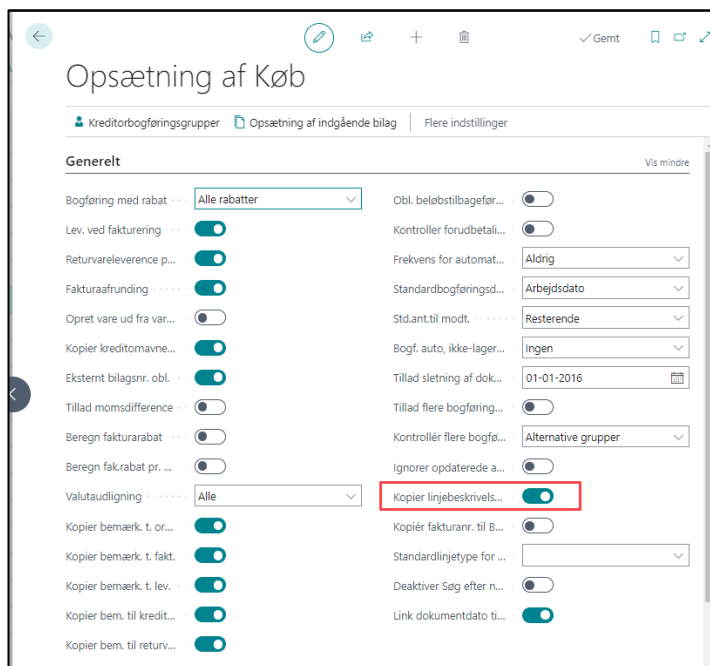 Gemt
Opsætning af Køb
Kreditorbogføringsgrupper Opsætning af indgående bilag Flere indstillinger
Generelt Vis mindre
Bogføring med rabat Alle rabatter
Lev. ved fakturering
Returvareleverence p...
Fakturaafrunding
Opret vare ud fra var...
Kopier kreditornavne...
Eksternt bilagsnr. obl.
Tillad momsdifference
Beregn fakturarabat
Beregn fak.rabat pr. ...
Valutaudligning Alle
Kopier bemærk. t. or...
Kopier bemærk. t. fakt.
Kopier bemærk. t. lev.
Kopier bem. til kredit...
Kopier bem. til returv...
Obl. beløbstilbagefør...
Kontroller forudbetali...
Frekvens for automat... Aldrig
Standardbogføringsd... Arbejdsdato
Std.ant.til modt. Resterende
Bogf. auto, ikke-lager... Ingen
Tillad sletning af dok... 01-01-2016
Tillad flere bogføring...
Kontrollér flere bogfø... Alternative grupper
Ignorer opdaterede a...
Kopier linjebeskrivels...
Kopiér fakturanr. til B...
Standardlinjetype for ...
Deaktiver Søg efter n...
Link dokumentdato ti...